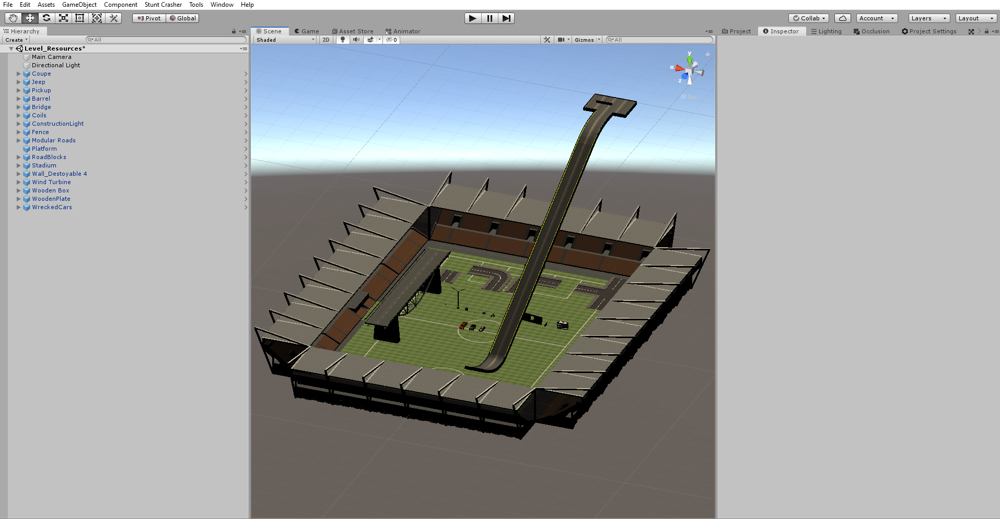 File Edit Assets GameObject Component Stunt Crasher Tools Window Help
Pivot Global Collab Account Layers Layout
Hierarchy Scene Game Asset Store Animator Project Inspector Lighting Occlusion Project Settings
Create All Shaded 2D 0 Gizmos All
Level_Resources*
Main Camera
Directional Light
Coupe
Jeep
Pickup
Barrel
Bridge
Coils
ConstructionLight
Fence
Modular Roads
Platform
RoadBlocks
Stadium
Wall_Destoyable 4
Wind Turbine
Wooden Box
WoodenPlate
WreckedCars
y
x
z
Iso